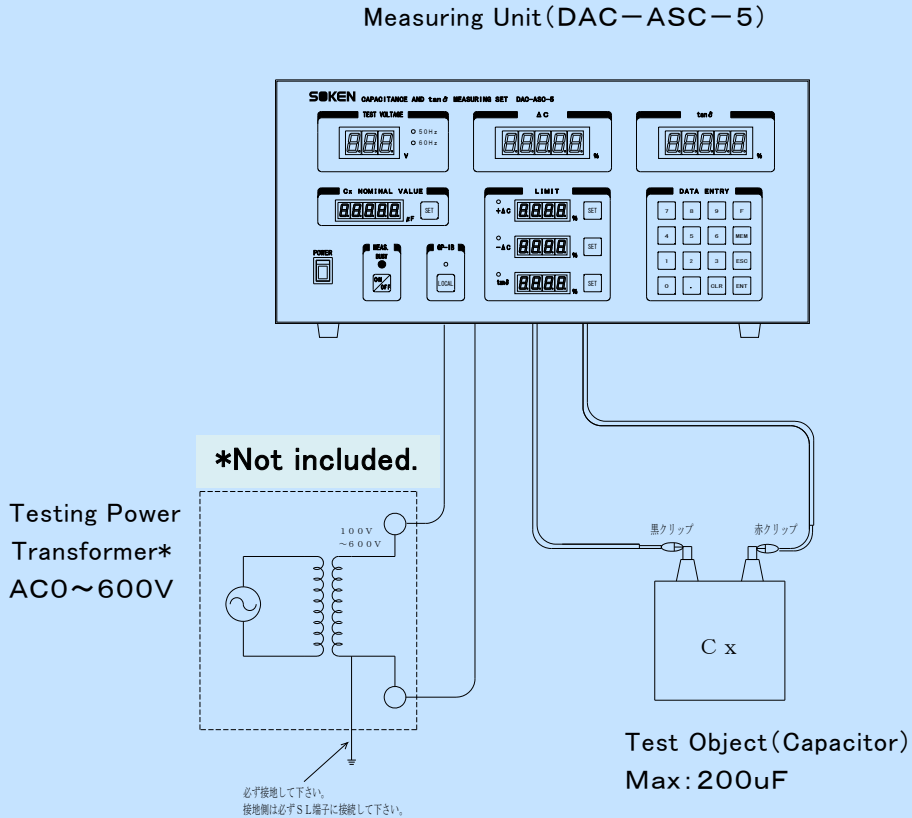 Measuring Unit(DAC－ASC－5)
SOKEN CAPACITANCE AND tanδ MEASURING SET DAC-ASC-5
TEST VOLTAGE
50Hz
60Hz
V
ΔC
%
tanδ
%
Cx NOMINAL VALUE
μF
SET
LIMIT
+ΔC
%
SET
-ΔC
%
SET
tanδ
%
SET
DATA ENTRY
7 8 9 F
4 5 6 MEM
1 2 3 ESC
0 . CLR ENT
POWER
MEAS.
BUSY
ON/OFF
GP-IB
LOCAL
*Not included.
Testing Power
Transformer*
AC0～600V
100V
～600V
黒クリップ
赤クリップ
Cx
Test Object(Capacitor)
Max:200uF
必ず接地して下さい。
接地側は必ずSL端子に接続して下さい。